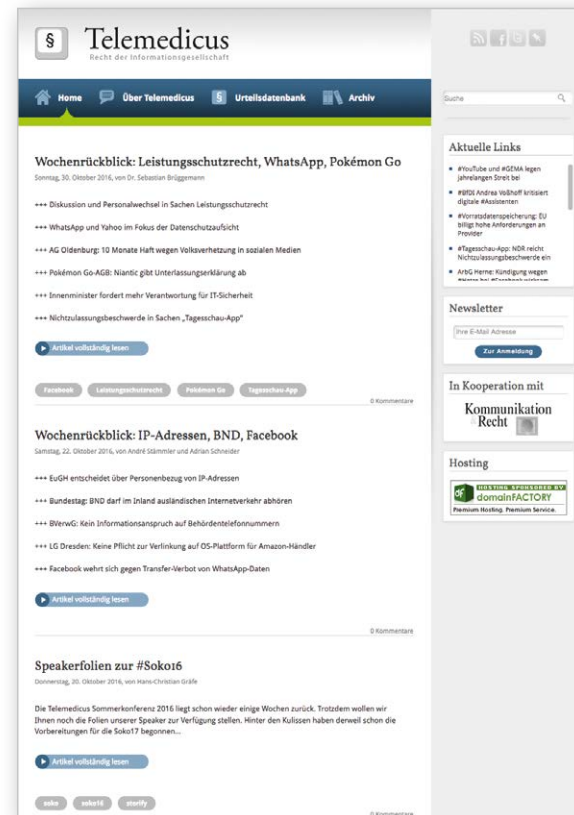 §
Telemedicus
Recht der Informationsgesellschaft
Home
Über Telemedicus
§
Urteilsdatenbank
Archiv
Wochenrückblick: Leistungsschutzrecht, WhatsApp, Pokémon Go
Sonntag, 30. Oktober 2016, von Dr. Sebastian Brüggemann
+++ Diskussion und Personalwechsel in Sachen Leistungsschutzrecht
+++ WhatsApp und Yahoo im Fokus der Datenschutzaufsicht
+++ AG Oldenburg: 10 Monate Haft wegen Volksverhetzung in sozialen Medien
+++ Pokémon Go-AGB: Niantic gibt Unterlassungserklärung ab
+++ Innenminister fordert mehr Verantwortung für IT-Sicherheit
+++ Nichtzulassungsbeschwerde in Sachen „Tagesschau-App"
Artikel vollständig lesen
Facebook
Leistungsschutzrecht
Pokémon Go
Tagesschau-App
0 Kommentare
Wochenrückblick: IP-Adressen, BND, Facebook
Samstag, 22. Oktober 2016, von André Stämmler und Adrian Schneider
+++ EuGH entscheidet über Personenbezug von IP-Adressen
+++ Bundestag: BND darf im Inland ausländischen Internetverkehr abhören
+++ BVerwG: Kein Informationsanspruch auf Behördentelefonnummern
+++ LG Dresden: Keine Pflicht zur Verlinkung auf OS-Plattform für Amazon-Händler
+++ Facebook wehrt sich gegen Transfer-Verbot von WhatsApp-Daten
Artikel vollständig lesen
0 Kommentare
Speakerfolien zur #Soko16
Donnerstag, 20. Oktober 2016, von Hans-Christian Gräfe
Die Telemedicus Sommerkonferenz 2016 liegt schon wieder einige Wochen zurück. Trotzdem wollen wir
Ihnen noch die Folien unserer Speaker zur Verfügung stellen. Hinter den Kulissen haben derweil schon die
Vorbereitungen für die Soko17 begonnen...
Artikel vollständig lesen
soko
soko16
storify
0 Kommentare
Suche
Aktuelle Links
#YouTube und #GEMA legen
jahrelangen Streit bei
#BfDI Andrea Voßhoff kritisiert
digitale #Assistenten
#Vorratsdatenspeicherung: EU
billigt hohe Anforderungen an
Provider
#Tagesschau-App: NDR reicht
Nichtzulassungsbeschwerde ein
ArbG Herne: Kündigung wegen
Newsletter
Ihre E-Mail Adresse
Zur Anmeldung
In Kooperation mit
Kommunikation
& Recht
Hosting
df
HOSTING SPONSORED BY
domainFACTORY
Premium-Hosting. Premium Service.